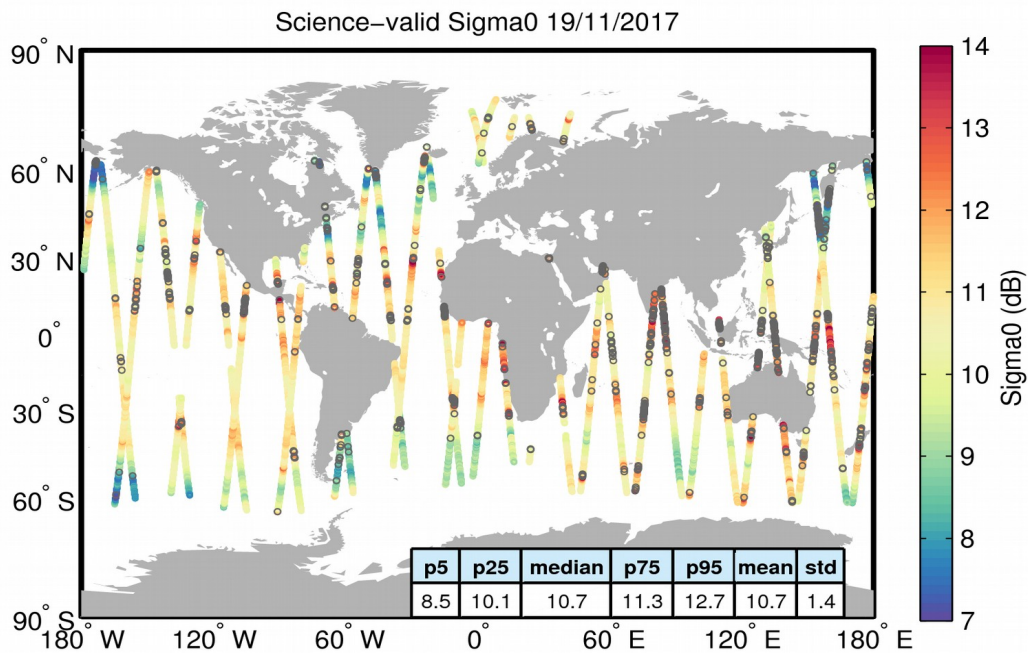 Science–valid Sigma0 19/11/2017
90° N
60° N
30° N
0°
30° S
60° S
90° S
180° W
120° W
60° W
0°
60° E
120° E
180° E
p5 p25 median p75 p95 mean std
8.5 10.1 10.7 11.3 12.7 10.7 1.4
14
13
12
11
10
9
8
7
Sigma0 (dB)